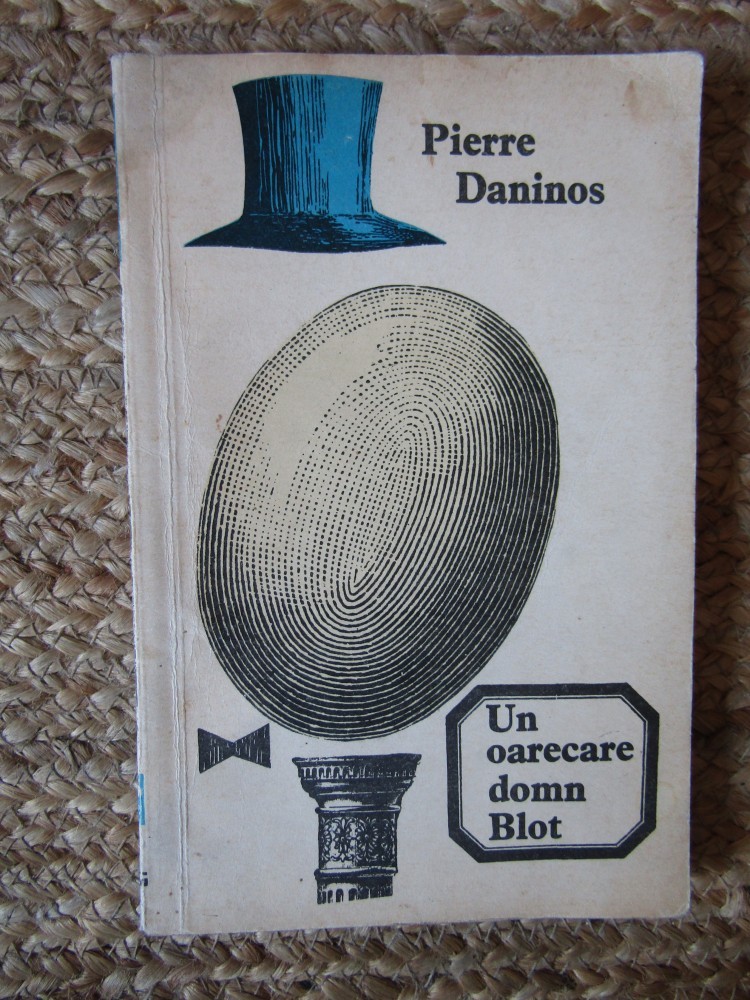 Pierre
Daninos
Un
oarecare
domn
Blot